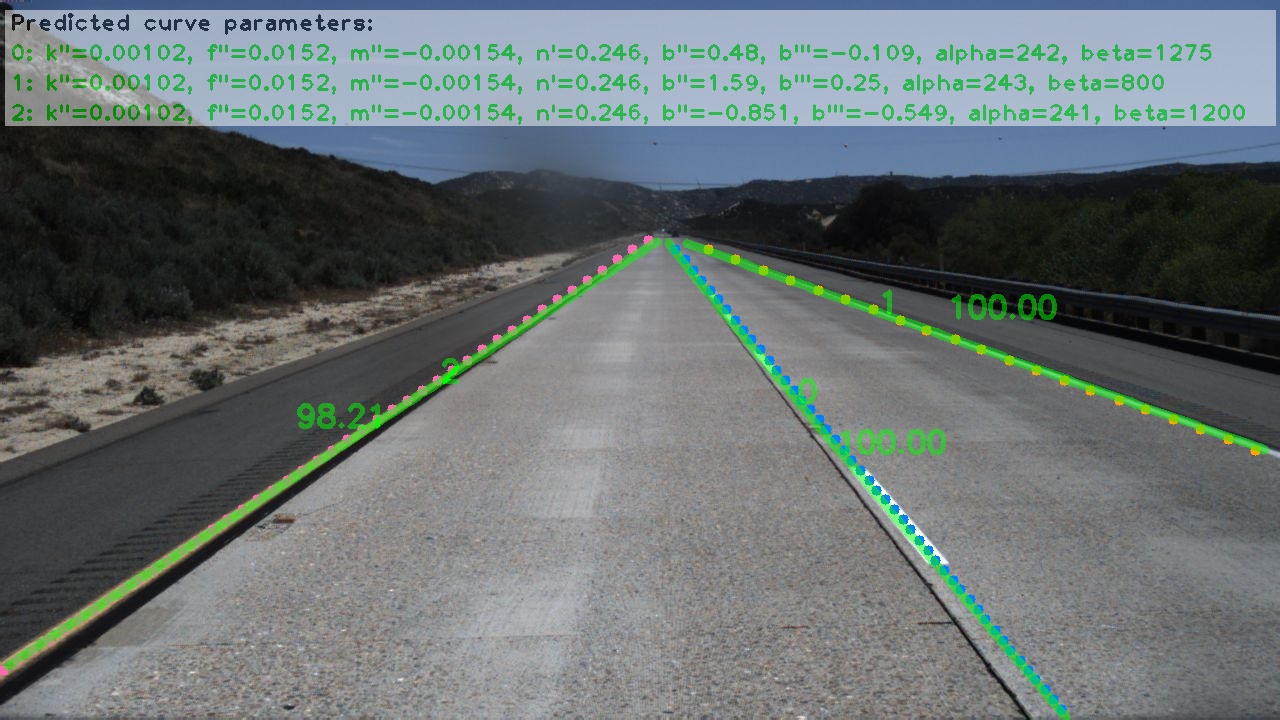 Predicted curve parameters:
0: k''=0.00102, f''=0.0152, m''=-0.00154, n'=0.246, b''=0.48, b'''=-0.109, alpha=242, beta=1275
1: k''=0.00102, f''=0.0152, m''=-0.00154, n'=0.246, b''=1.59, b'''=0.25, alpha=243, beta=800
2: k''=0.00102, f''=0.0152, m''=-0.00154, n'=0.246, b''=-0.851, b'''=-0.549, alpha=241, beta=1200
1 100.00
2
0
98.21
100.00